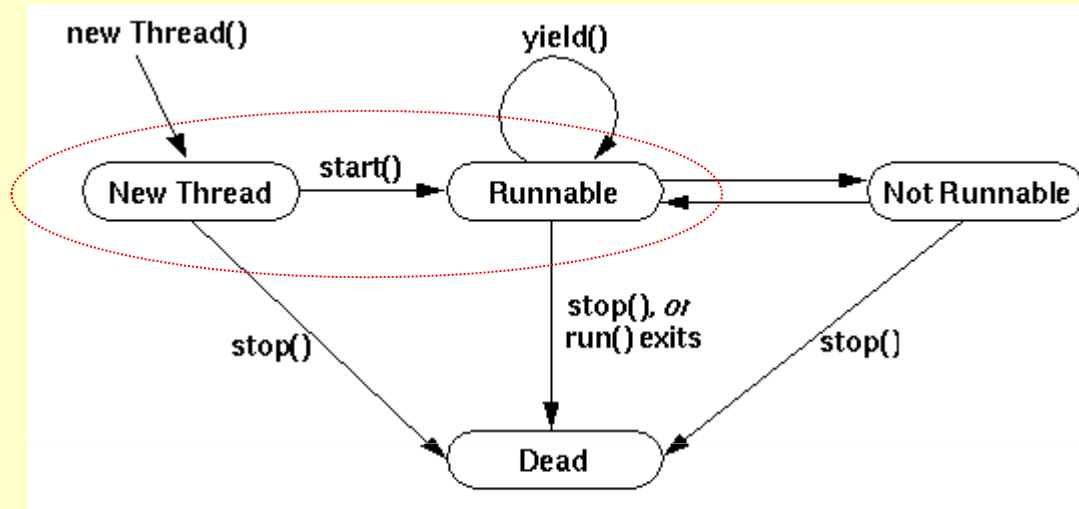 new Thread()
yield()
start()
New Thread
Runnable
Not Runnable
stop()
stop(), or
run() exits
stop()
Dead